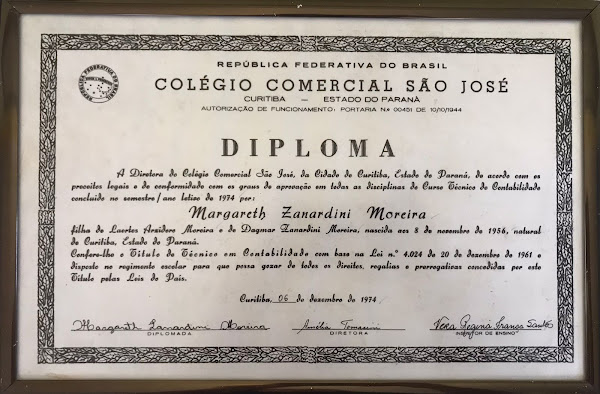 REPÚBLICA FEDERATIVA DO BRASIL
COLÉGIO COMERCIAL SÃO JOSÉ
CURITIBA — ESTADO DO PARANÁ
AUTORIZAÇÃO DE FUNCIONAMENTO: PORTARIA N.º 00451 DE 10/10/1944
DIPLOMA
A Diretora do Colégio Comercial São José, da Cidade de Curitiba, Estado do Paraná, de acordo com os
preceitos legais e de conformidade com os graus de aprovação em todas as disciplinas do Curso Técnico de Contabilidade
concluído no semestre/ano letivo de 1974 por:
Margareth Zanardini Moreira
filha de Laertes Arzidero Moreira e de Dagmar Zanardini Moreira, nascida aos 8 de novembro de 1956, natural
de Curitiba, Estado do Paraná.
Confere-lhe o Título de Técnico em Contabilidade com base na Lei n.º 4.024 de 20 de dezembro de 1961 e
disposto no regimento escolar para que possa gozar de todos os direitos, regalias e prerrogativas concedidas por este
Título pelas Leis do País.
Curitiba, 06 de dezembro de 1974
Margareth Zanardini Moreira
DIPLOMADA
DIRETORA
Vera Regina Franco
INSPETOR DE ENSINO